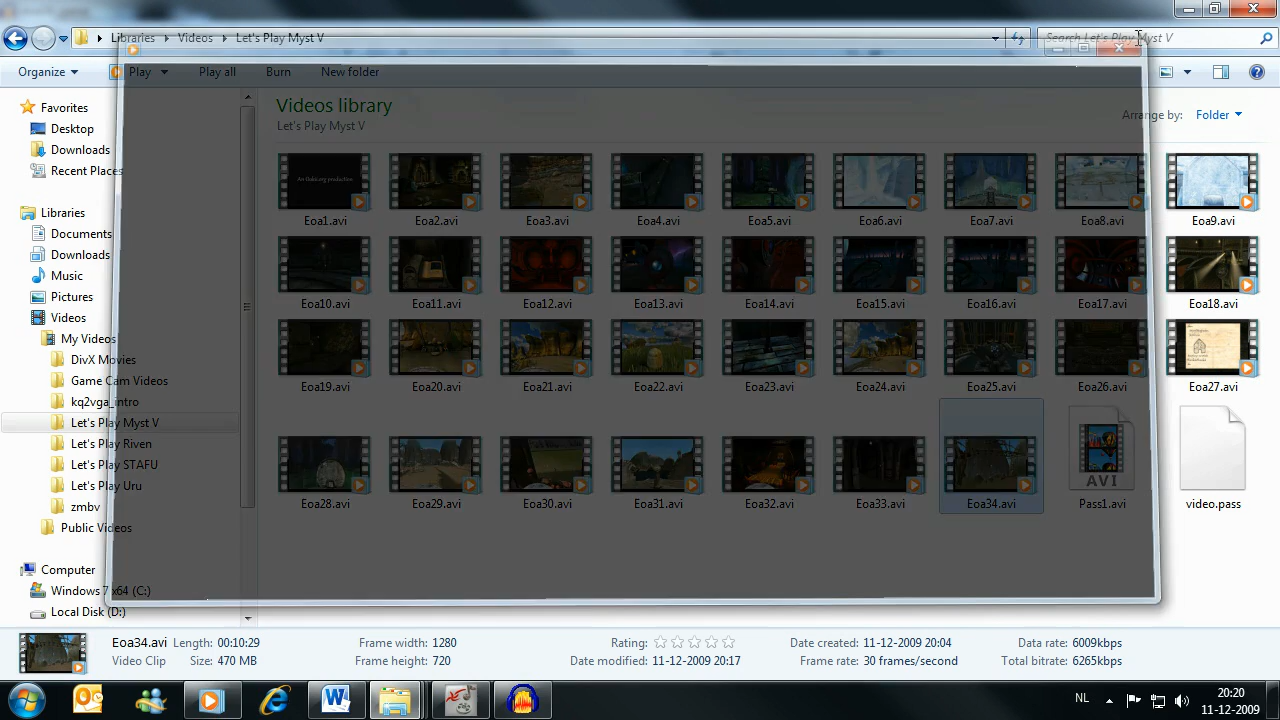 Libraries Videos Let's Play Myst V
Search Let's Play Myst V
Organize Play Play all Burn New folder
Favorites
Desktop
Downloads
Recent Places
Libraries
Documents
Downloads
Music
Pictures
Videos
My Videos
DivX Movies
Game Cam Videos
kq2vga_intro
Let's Play Myst V
Let's Play Riven
Let's Play STAFU
Let's Play Uru
zmbv
Public Videos
Computer
Windows 7 x64 (C:)
Local Disk (D:)
Videos library
Let's Play Myst V
Arrange by: Folder
Eoa1.avi Eoa2.avi Eoa3.avi Eoa4.avi Eoa5.avi Eoa6.avi Eoa7.avi Eoa8.avi Eoa9.avi
Eoa10.avi Eoa11.avi Eoa12.avi Eoa13.avi Eoa14.avi Eoa15.avi Eoa16.avi Eoa17.avi Eoa18.avi
Eoa19.avi Eoa20.avi Eoa21.avi Eoa22.avi Eoa23.avi Eoa24.avi Eoa25.avi Eoa26.avi Eoa27.avi
AVI
Eoa28.avi Eoa29.avi Eoa30.avi Eoa31.avi Eoa32.avi Eoa33.avi Eoa34.avi Pass1.avi video.pass
Eoa34.avi Length: 00:10:29 Frame width: 1280 Rating: Date created: 11-12-2009 20:04 Data rate: 6009kbps
Video Clip Size: 470 MB Frame height: 720 Date modified: 11-12-2009 20:17 Frame rate: 30 frames/second Total bitrate: 6265kbps
NL 20:20
11-12-2009